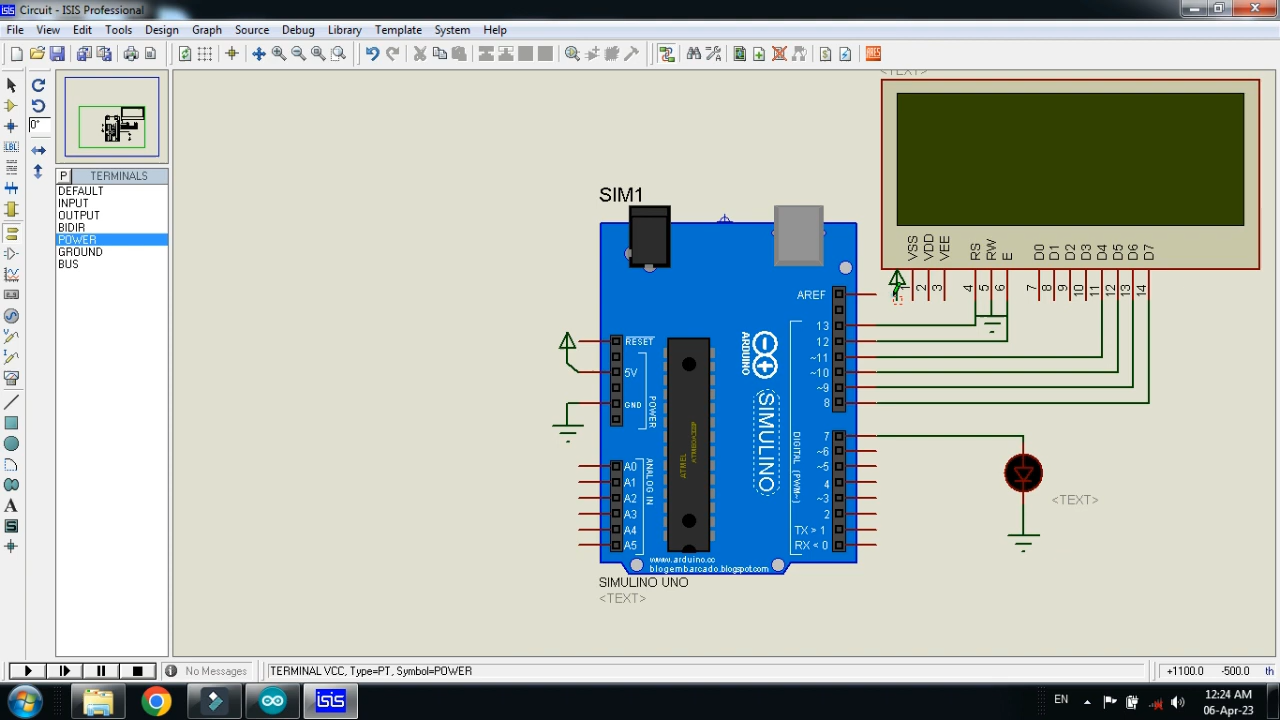 Circuit - ISIS Professional
File View Edit Tools Design Graph Source Debug Library Template System Help
<TEXT>
0°
LBL
ARES
P TERMINALS
DEFAULT
INPUT
OUTPUT
BIDIR
POWER
GROUND
BUS
A
S
VSS VDD VEE RS RW E D0 D1 D2 D3 D4 D5 D6 D7
1 2 3 4 5 6 7 8 9 10 11 12 13 14
SIM1
AREF
13
12
~11
~10
~9
8
7
~6
~5
4
~3
2
TX > 1
RX < 0
RESET
5V
GND
POWER
A0
A1
A2
A3
A4
A5
ANALOG IN
ATMEL
ARDUINO
SIMULINO
DIGITAL (PWM~)
www.arduino.cc
blogembarcado.blogspot.com
SIMULINO UNO
<TEXT>
<TEXT>
No Messages
TERMINAL VCC, Type=PT, Symbol=POWER
+1100.0 -500.0 th
isis
EN
12:24 AM
06-Apr-23